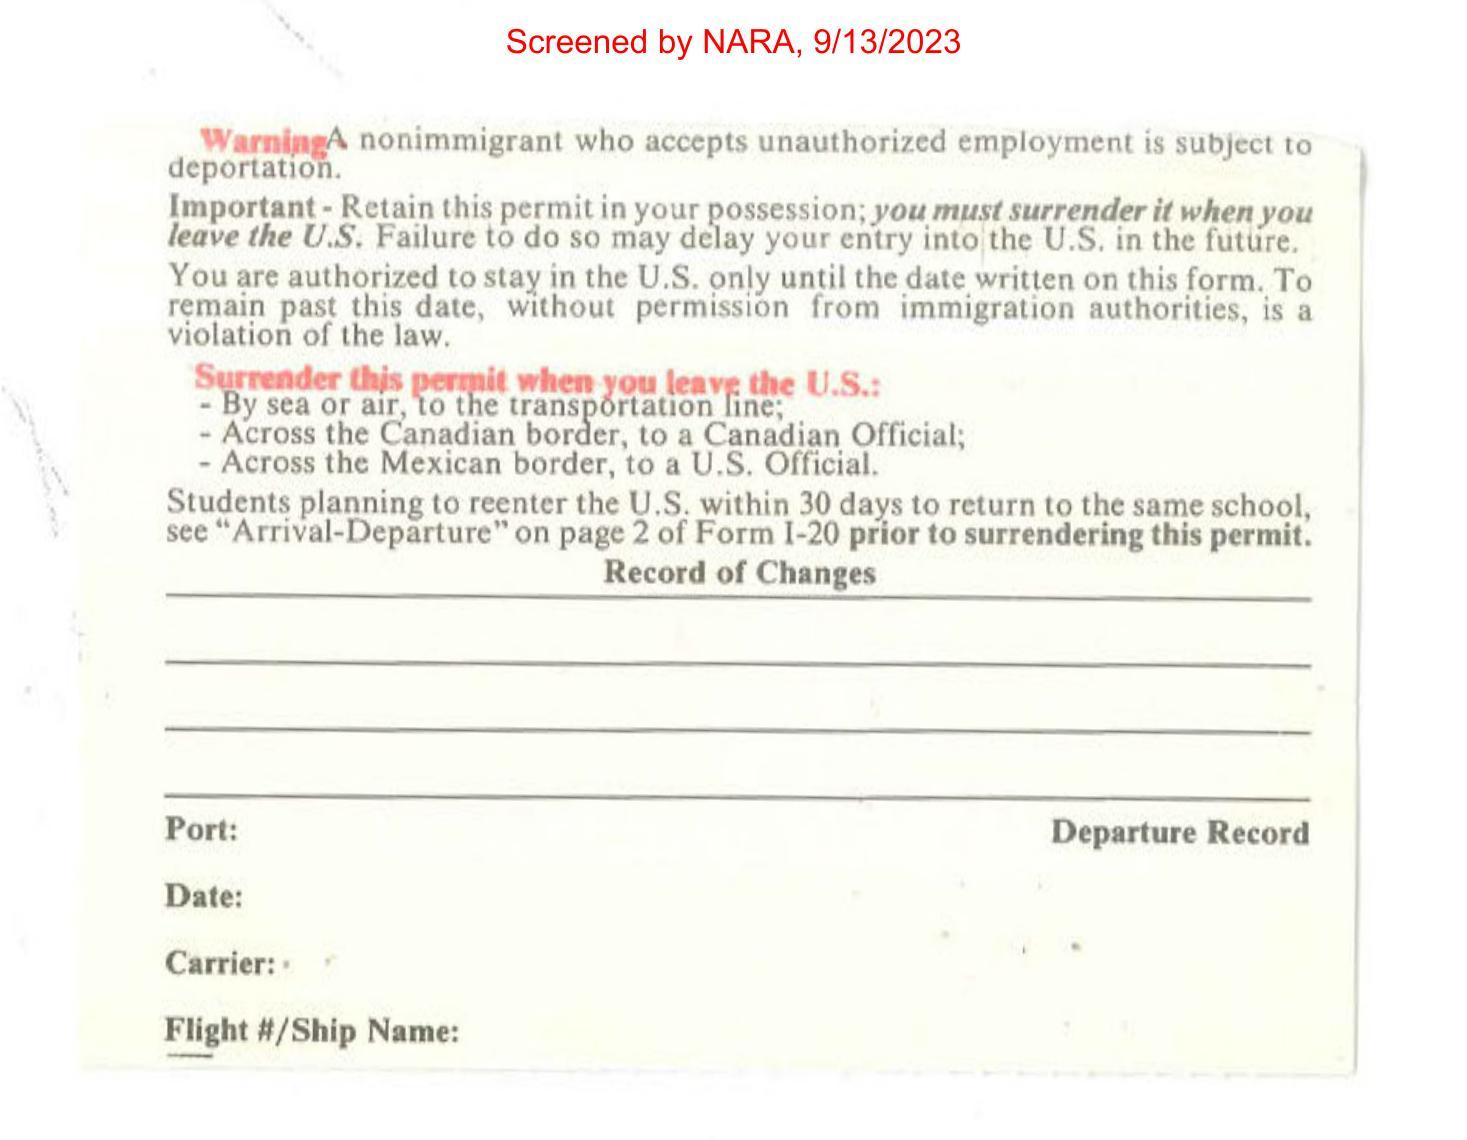 Screened by NARA, 9/13/2023
Warning A nonimmigrant who accepts unauthorized employment is subject to
deportation.
Important - Retain this permit in your possession; you must surrender it when you
leave the U.S. Failure to do so may delay your entry into the U.S. in the future.
You are authorized to stay in the U.S. only until the date written on this form. To
remain past this date, without permission from immigration authorities, is a
violation of the law.
Surrender this permit when you leave the U.S.:
- By sea or air, to the transportation line;
- Across the Canadian border, to a Canadian Official;
- Across the Mexican border, to a U.S. Official.
Students planning to reenter the U.S. within 30 days to return to the same school,
see "Arrival-Departure" on page 2 of Form I-20 prior to surrendering this permit.
Record of Changes
Port: Departure Record
Date:
Carrier:
Flight #/Ship Name: